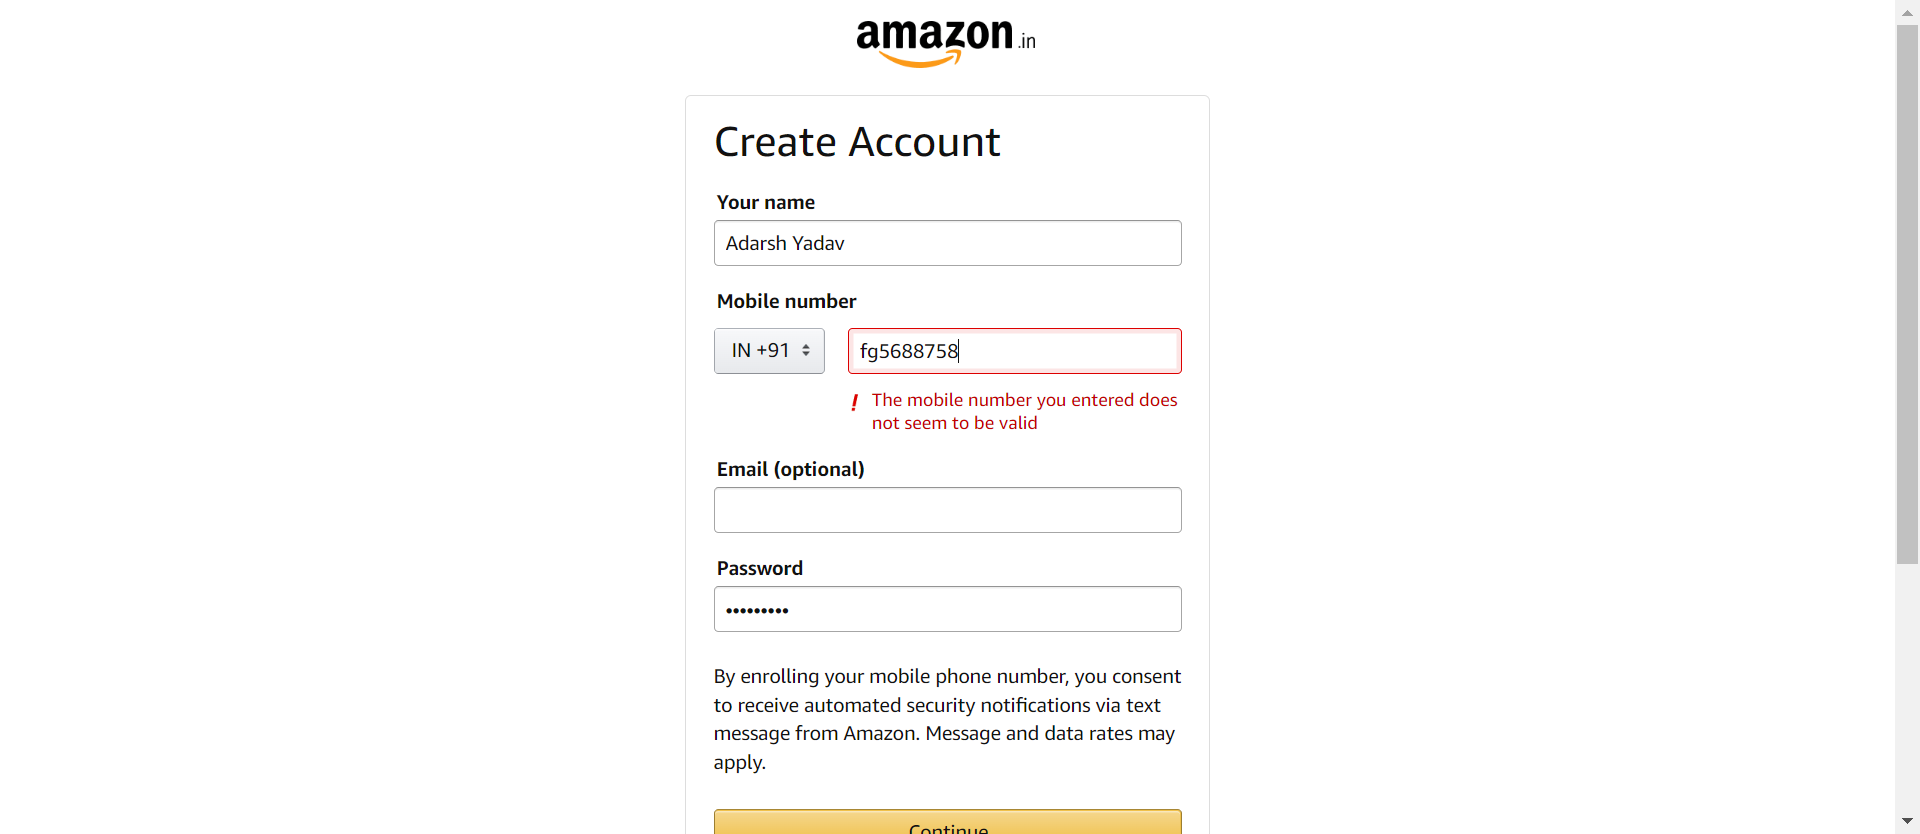 amazon.in
Create Account
Your name
Adarsh Yadav
Mobile number
IN +91
fg5688758
! The mobile number you entered does
not seem to be valid
Email (optional)
Password
•••••••••
By enrolling your mobile phone number, you consent
to receive automated security notifications via text
message from Amazon. Message and data rates may
apply.
Continue